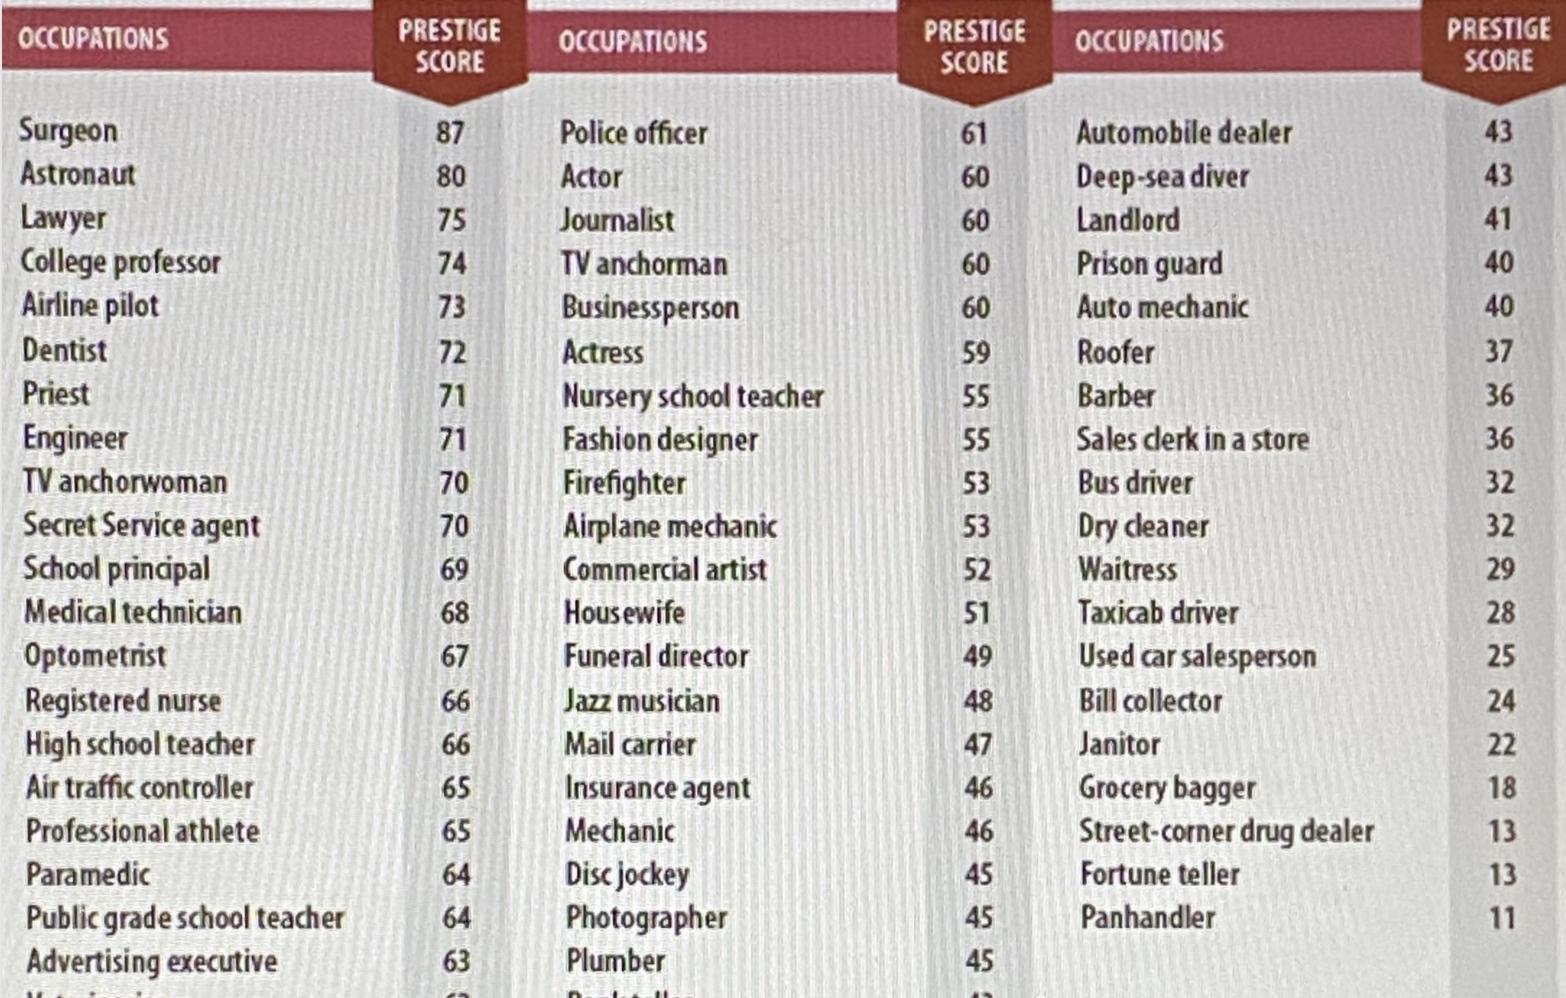 OCCUPATIONS PRESTIGE SCORE OCCUPATIONS PRESTIGE SCORE OCCUPATIONS PRESTIGE SCORE
Surgeon 87 Police officer 61 Automobile dealer 43
Astronaut 80 Actor 60 Deep-sea diver 43
Lawyer 75 Journalist 60 Landlord 41
College professor 74 TV anchorman 60 Prison guard 40
Airline pilot 73 Businessperson 60 Auto mechanic 40
Dentist 72 Actress 59 Roofer 37
Priest 71 Nursery school teacher 55 Barber 36
Engineer 71 Fashion designer 55 Sales clerk in a store 36
TV anchorwoman 70 Firefighter 53 Bus driver 32
Secret Service agent 70 Airplane mechanic 53 Dry cleaner 32
School principal 69 Commercial artist 52 Waitress 29
Medical technician 68 Housewife 51 Taxicab driver 28
Optometrist 67 Funeral director 49 Used car salesperson 25
Registered nurse 66 Jazz musician 48 Bill collector 24
High school teacher 66 Mail carrier 47 Janitor 22
Air traffic controller 65 Insurance agent 46 Grocery bagger 18
Professional athlete 65 Mechanic 46 Street-corner drug dealer 13
Paramedic 64 Disc jockey 45 Fortune teller 13
Public grade school teacher 64 Photographer 45 Panhandler 11
Advertising executive 63 Plumber 45